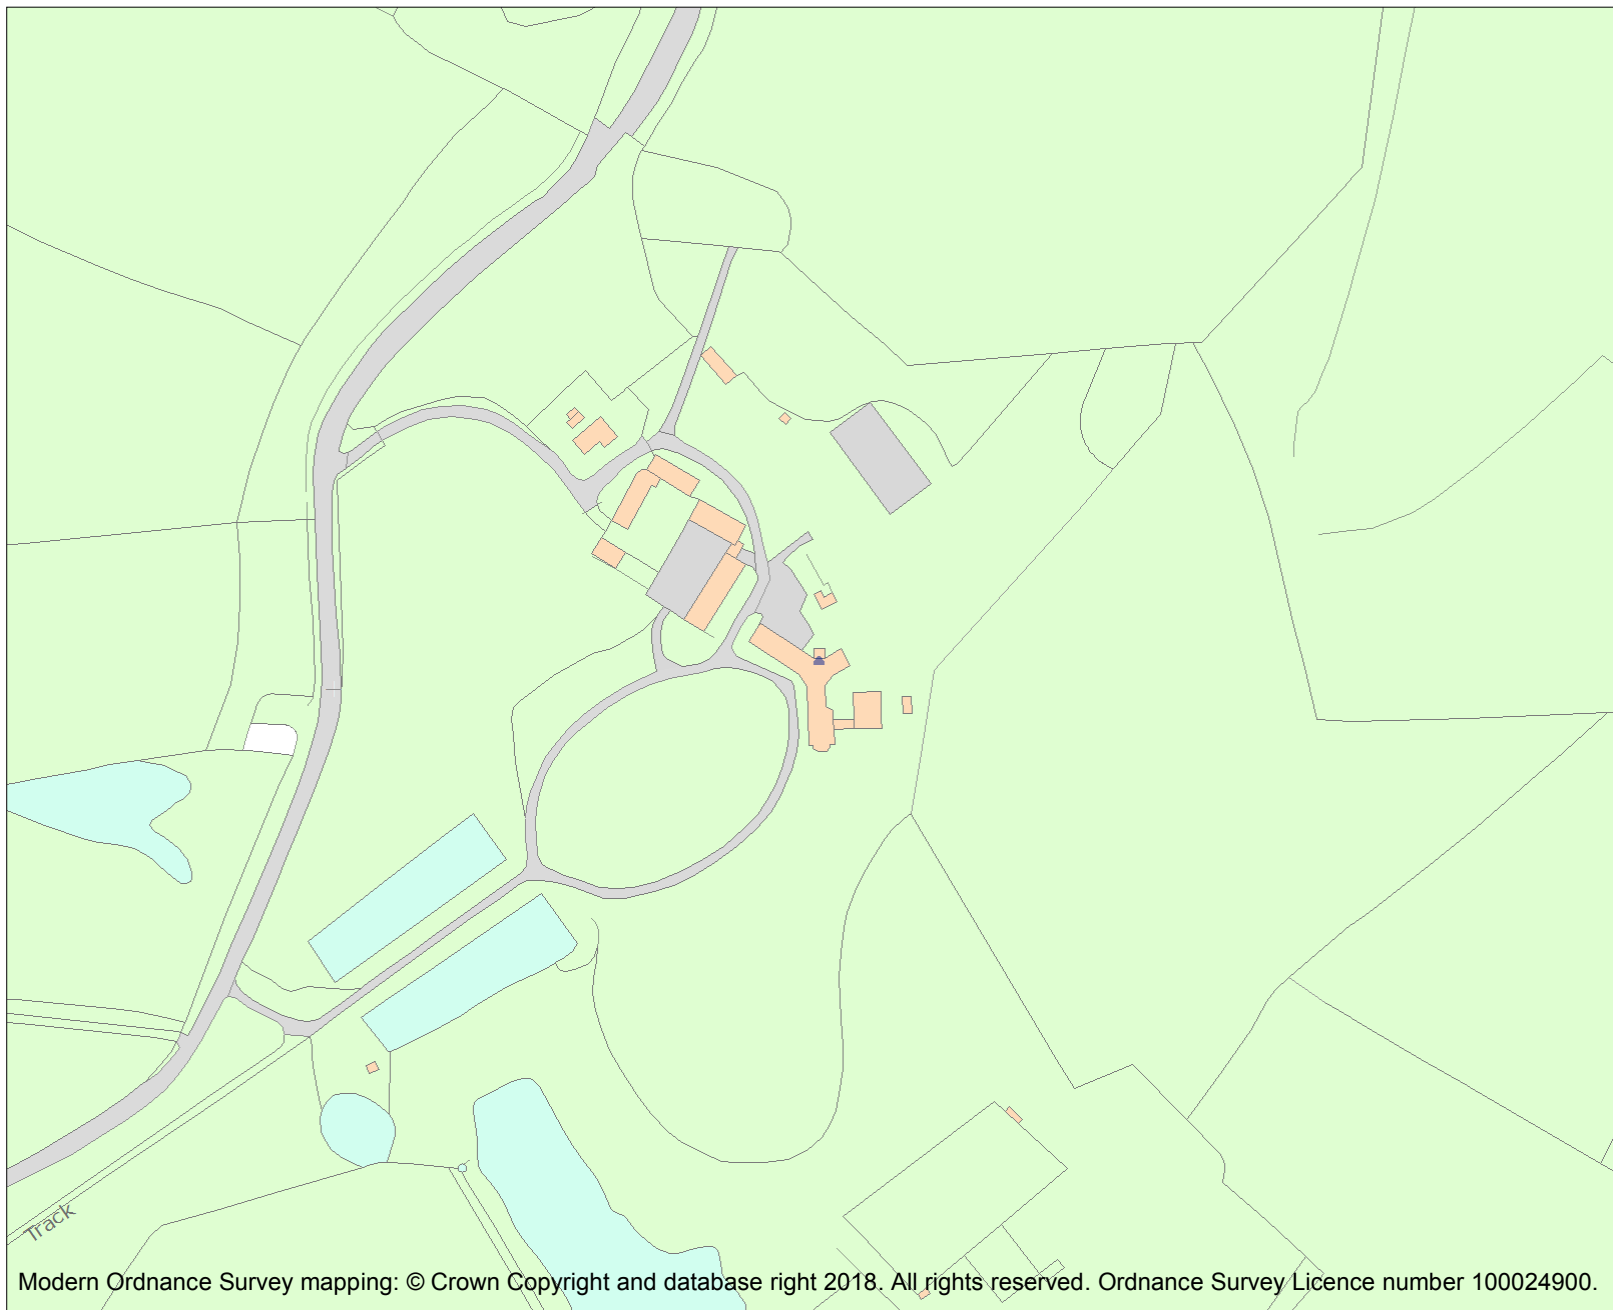 Track
Modern Ordnance Survey mapping: © Crown Copyright and database right 2018. All rights reserved. Ordnance Survey Licence number 100024900.